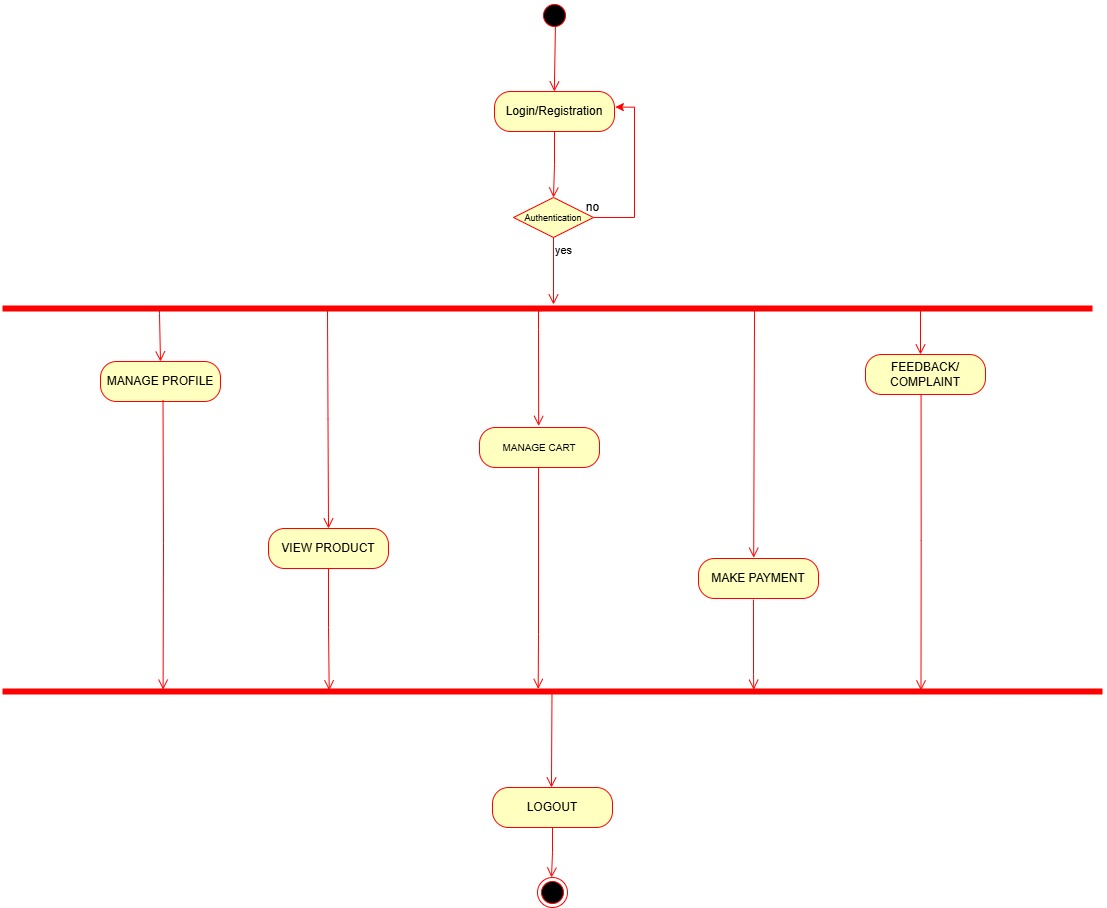 Login/Registration
no
Authentication
yes
MANAGE PROFILE
FEEDBACK/
COMPLAINT
MANAGE CART
VIEW PRODUCT
MAKE PAYMENT
LOGOUT